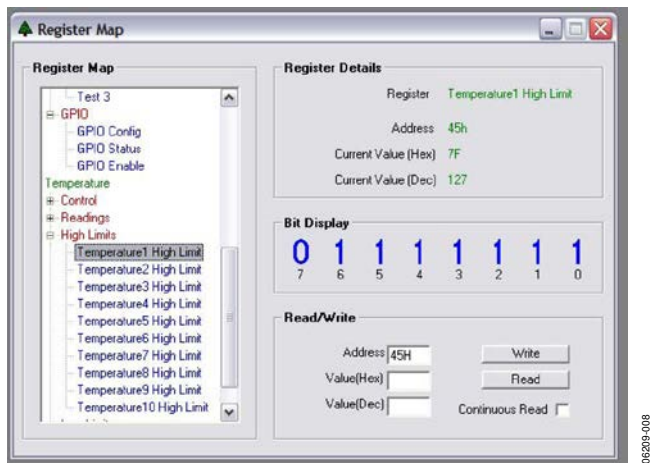 Register Map
Register Map
Test 3
GPIO
GPIO Config
GPIO Status
GPIO Enable
Temperature
Control
Readings
High Limits
Temperature1 High Limit
Temperature2 High Limit
Temperature3 High Limit
Temperature4 High Limit
Temperature5 High Limit
Temperature6 High Limit
Temperature7 High Limit
Temperature8 High Limit
Temperature9 High Limit
Temperature10 High Limit
Register Details
Register Temperature1 High Limit
Address 45h
Current Value (Hex) 7F
Current Value (Dec) 127
Bit Display
0 1 1 1 1 1 1 1
7 6 5 4 3 2 1 0
Read/Write
Address 45H Write
Value(Hex) Read
Value(Dec) Continuous Read
06209-008